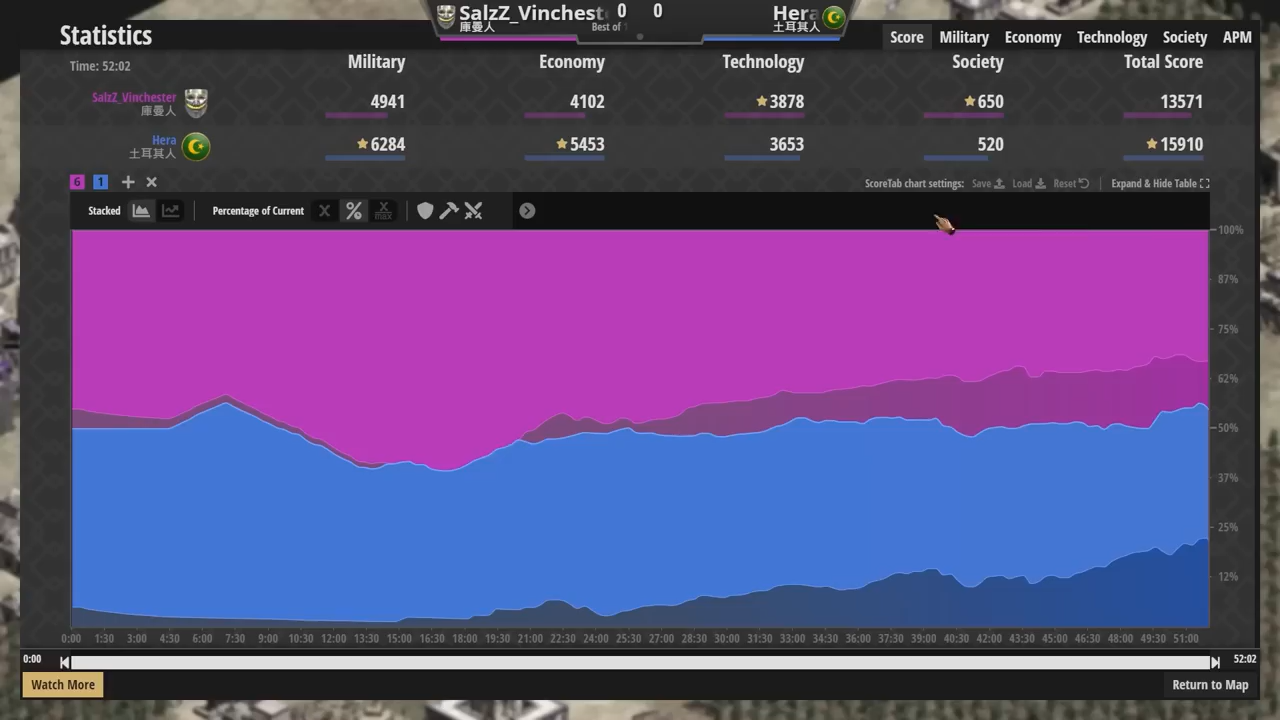 SalzZ_Vinchest 0 0 Hera
庫曼人 Best of 1 土耳其人
Statistics
Score Military Economy Technology Society APM
Time: 52:02 Military Economy Technology Society Total Score
SalzZ_Vinchester 4941 4102 3878 650 13571
庫曼人
Hera 6284 5453 3653 520 15910
土耳其人
6 1
ScoreTab chart settings: Save Load Reset Expand & Hide Table
Stacked Percentage of Current X % X max
100%
87%
75%
62%
50%
37%
25%
12%
0:00 1:30 3:00 4:30 6:00 7:30 9:00 10:30 12:00 13:30 15:00 16:30 18:00 19:30 21:00 22:30 24:00 25:30 27:00 28:30 30:00 31:30 33:00 34:30 36:00 37:30 39:00 40:30 42:00 43:30 45:00 46:30 48:00 49:30 51:00
0:00 52:02
Watch More Return to Map